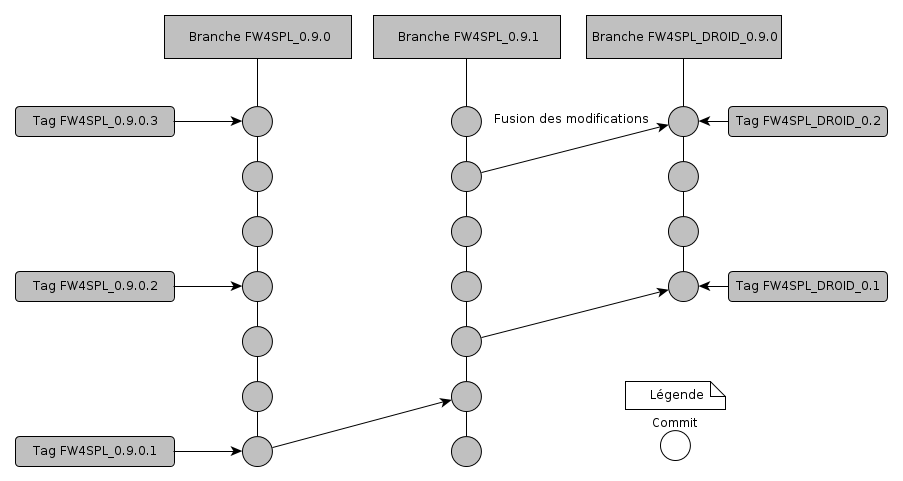 Branche FW4SPL_0.9.0
Branche FW4SPL_0.9.1
Branche FW4SPL_DROID_0.9.0
Tag FW4SPL_0.9.0.3
Fusion des modifications
Tag FW4SPL_DROID_0.2
Tag FW4SPL_0.9.0.2
Tag FW4SPL_DROID_0.1
Légende
Commit
Tag FW4SPL_0.9.0.1